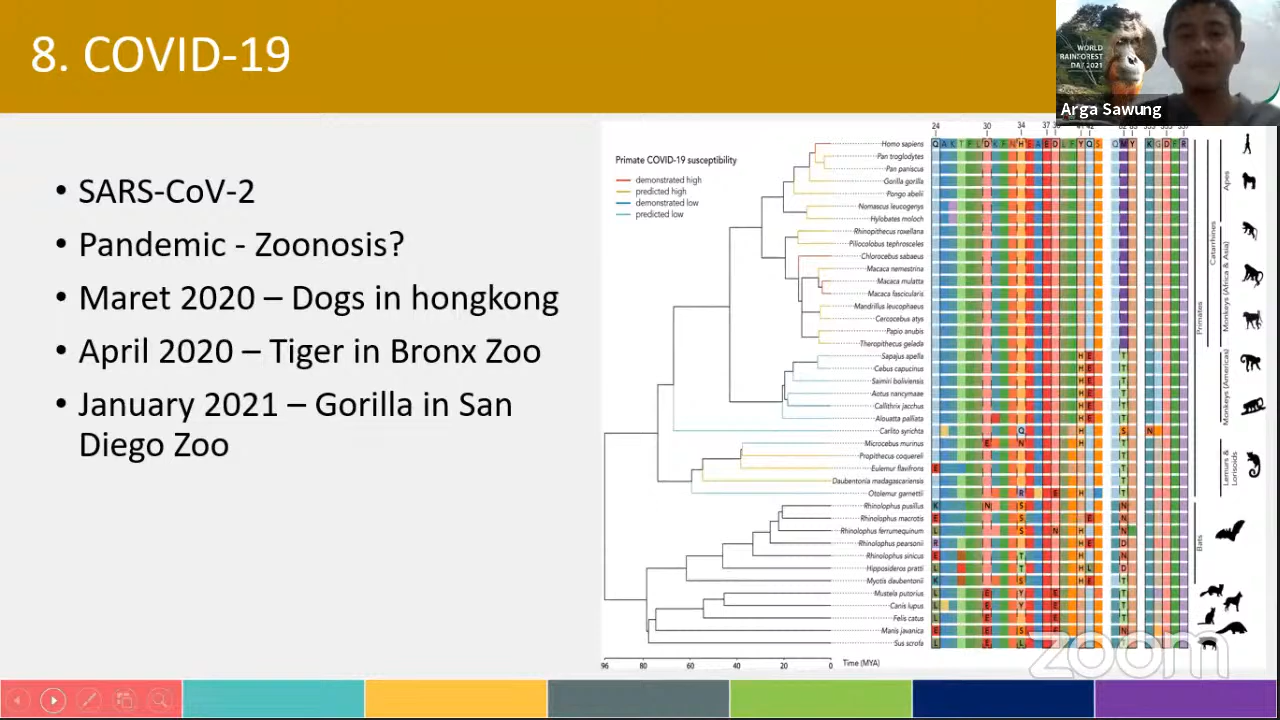 8. COVID-19
WORLD
RAINFOREST
DAY 2021
Arga Sawung
• SARS-CoV-2
• Pandemic - Zoonosis?
• Maret 2020 – Dogs in hongkong
• April 2020 – Tiger in Bronx Zoo
• January 2021 – Gorilla in San
Diego Zoo
Primate COVID-19 susceptibility
demonstrated high
predicted high
demonstrated low
predicted low
24 30 34 37
Homo sapiens
Pan troglodytes
Pan paniscus
Gorilla gorilla
Pongo abelii
Nomascus leucogenys
Hylobates moloch
Rhinopithecus roxellana
Piliocolobus tephrosceles
Chlorocebus sabaeus
Macaca nemestrina
Macaca mulatta
Macaca fascicularis
Mandrillus leucophaeus
Cercocebus atys
Papio anubis
Theropithecus gelada
Sapajus apella
Cebus capucinus
Saimiri boliviensis
Aotus nancymaae
Callithrix jacchus
Alouatta palliata
Carlito syrichta
Microcebus murinus
Propithecus coquereli
Eulemur flavifrons
Daubentonia madagascariensis
Otolemur garnettii
Rhinolophus pusillus
Rhinolophus macrotis
Rhinolophus ferrumequinum
Rhinolophus pearsonii
Rhinolophus sinicus
Hipposideros pratti
Myotis daubentonii
Mustela putorius
Canis lupus
Felis catus
Manis javanica
Sus scrofa
96 80 60 40 20 0 Time (MYA)
Apes
Catarrhines
Monkeys (Africa & Asia)
Primates
Monkeys (Americas)
Lemurs &
Lorisoids
Bats
zoom